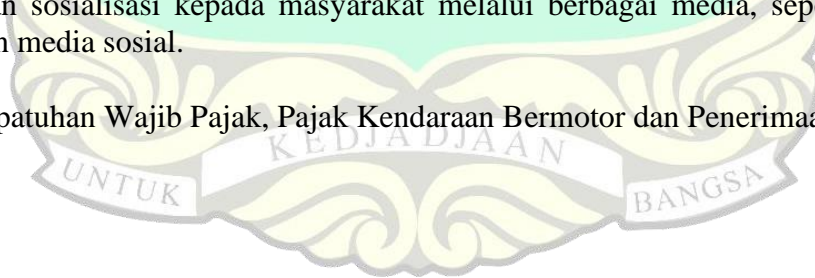 n sosialisasi kepada masyarakat melalui berbagai media, sep
n media sosial.
patuhan Wajib Pajak, Pajak Kendaraan Bermotor dan Penerimaa
KEDJADJAAN
UNTUK BANGSA